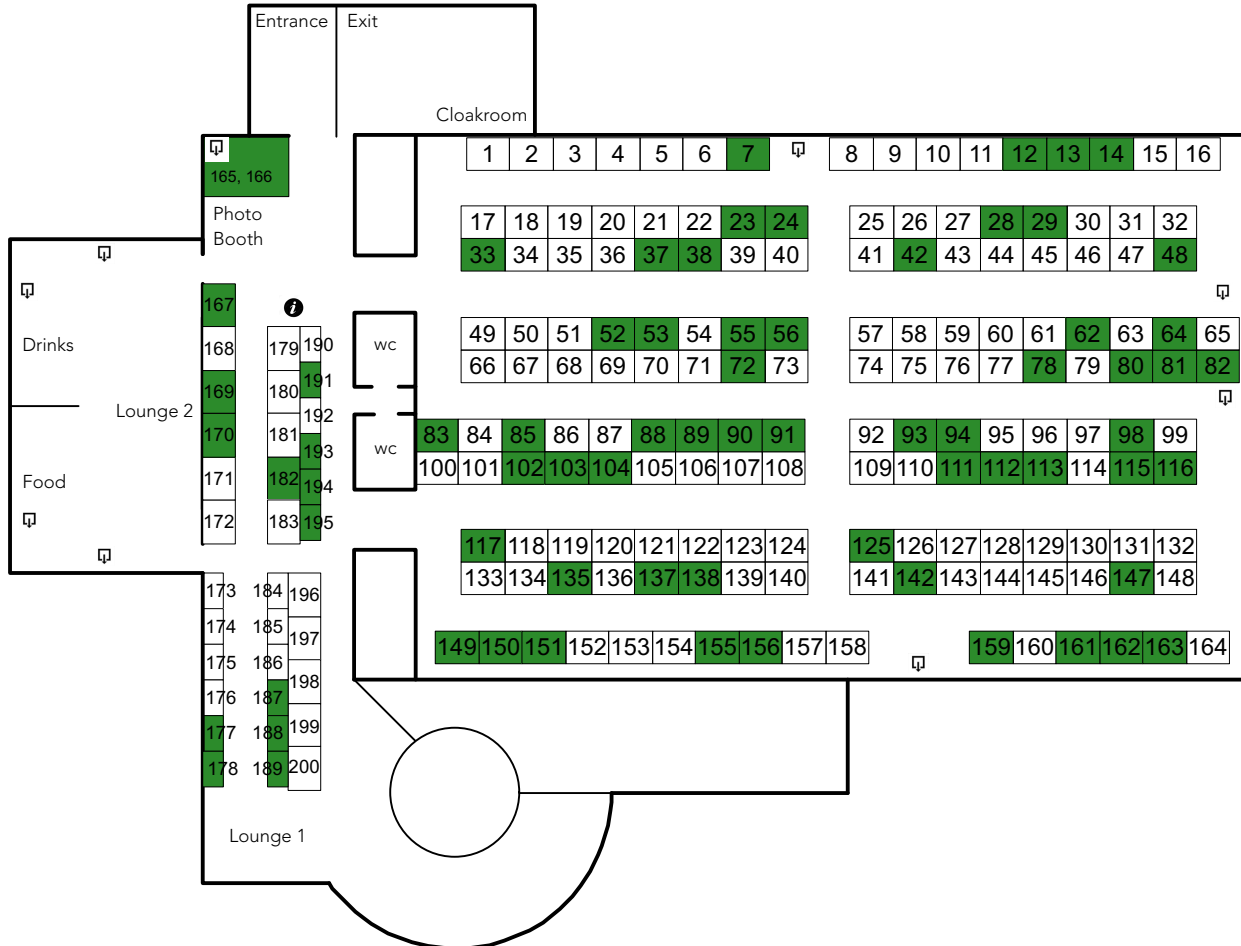 Entrance Exit
Cloakroom
165, 166
Photo
Booth
1 2 3 4 5 6 7 8 9 10 11 12 13 14 15 16
17 18 19 20 21 22 23 24 25 26 27 28 29 30 31 32
33 34 35 36 37 38 39 40 41 42 43 44 45 46 47 48
49 50 51 52 53 54 55 56 57 58 59 60 61 62 63 64 65
66 67 68 69 70 71 72 73 74 75 76 77 78 79 80 81 82
83 84 85 86 87 88 89 90 91 92 93 94 95 96 97 98 99
100 101 102 103 104 105 106 107 108 109 110 111 112 113 114 115 116
117 118 119 120 121 122 123 124 125 126 127 128 129 130 131 132
133 134 135 136 137 138 139 140 141 142 143 144 145 146 147 148
149 150 151 152 153 154 155 156 157 158 159 160 161 162 163 164
i
wc
wc
Drinks
Lounge 2
Food
167
168
169
170
171
172
179
180
181
182
183
190
191
192
193
194
195
173
174
175
176
177
178
184
185
186
187
188
189
196
197
198
199
200
Lounge 1